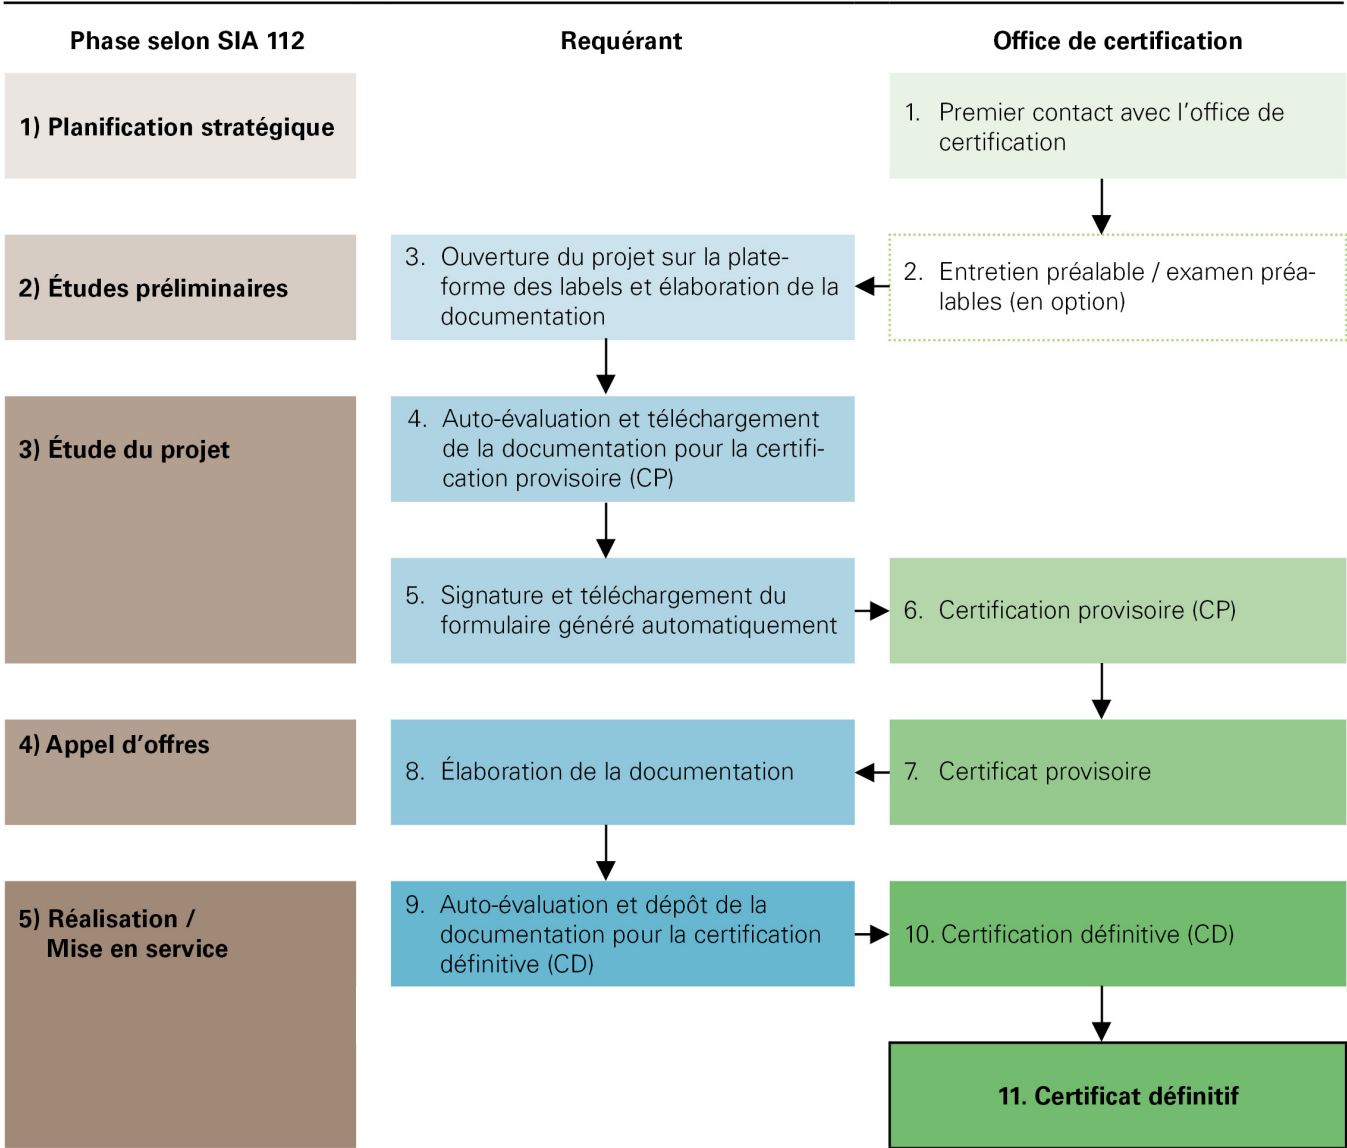 Phase selon SIA 112
Requérant
Office de certification
1) Planification stratégique
1. Premier contact avec l’office de
certification
2) Études préliminaires
3. Ouverture du projet sur la plate-
forme des labels et élaboration de la
documentation
2. Entretien préalable / examen préa-
lables (en option)
3) Étude du projet
4. Auto-évaluation et téléchargement
de la documentation pour la certifi-
cation provisoire (CP)
5. Signature et téléchargement du
formulaire généré automatiquement
6. Certification provisoire (CP)
4) Appel d’offres
8. Élaboration de la documentation
7. Certificat provisoire
5) Réalisation /
Mise en service
9. Auto-évaluation et dépôt de la
documentation pour la certification
définitive (CD)
10. Certification définitive (CD)
11. Certificat définitif